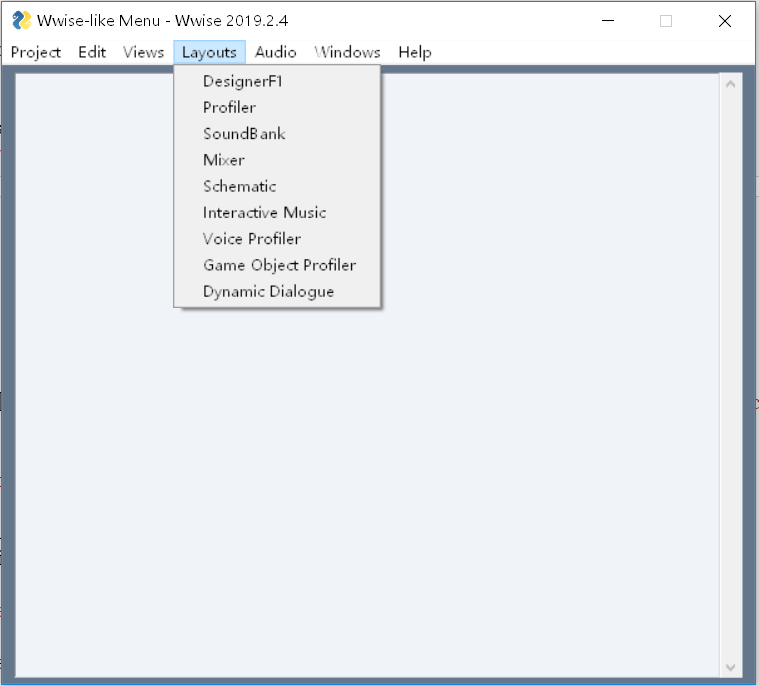 Wwise-like Menu - Wwise 2019.2.4
Project Edit Views Layouts Audio Windows Help
DesignerF1
Profiler
SoundBank
Mixer
Schematic
Interactive Music
Voice Profiler
Game Object Profiler
Dynamic Dialogue